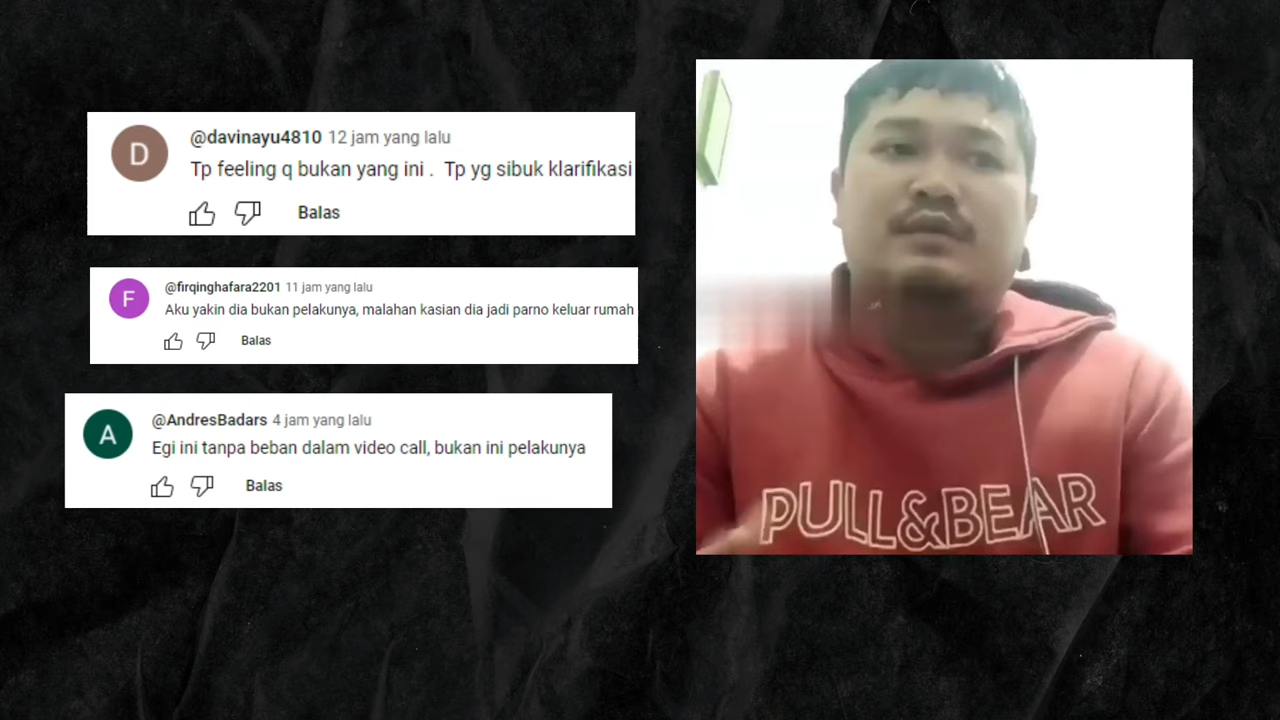 D
@davinayu4810 12 jam yang lalu
Tp feeling q bukan yang ini .  Tp yg sibuk klarifikasi
Balas
F
@firqinghafara2201 11 jam yang lalu
Aku yakin dia bukan pelakunya, malahan kasian dia jadi parno keluar rumah
Balas
A
@AndresBadars 4 jam yang lalu
Egi ini tanpa beban dalam video call, bukan ini pelakunya
Balas
PULL&BEAR